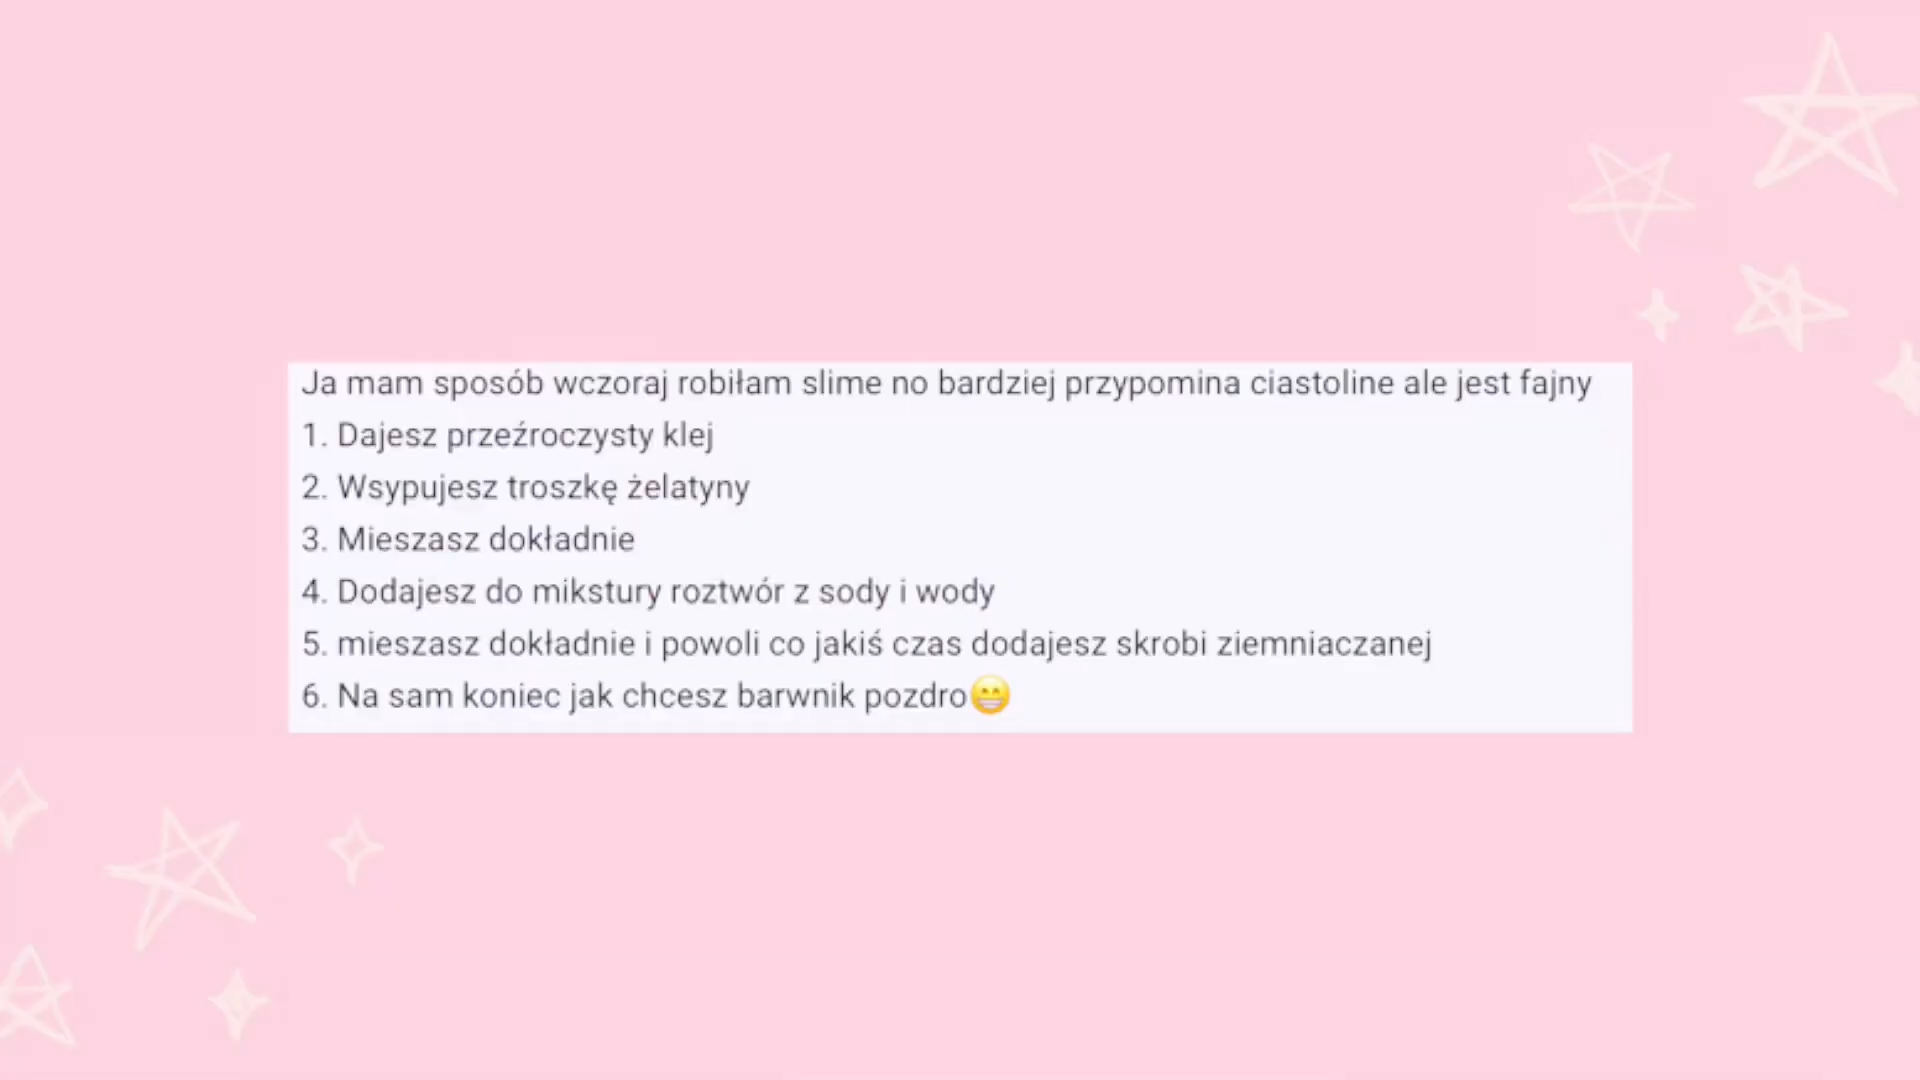 Ja mam sposób wczoraj robiłam slime no bardziej przypomina ciastoline ale jest fajny
1. Dajesz przeźroczysty klej
2. Wsypujesz troszkę żelatyny
3. Mieszasz dokładnie
4. Dodajesz do mikstury roztwór z sody i wody
5. mieszasz dokładnie i powoli co jakiś czas dodajesz skrobi ziemniaczanej
6. Na sam koniec jak chcesz barwnik pozdro😁